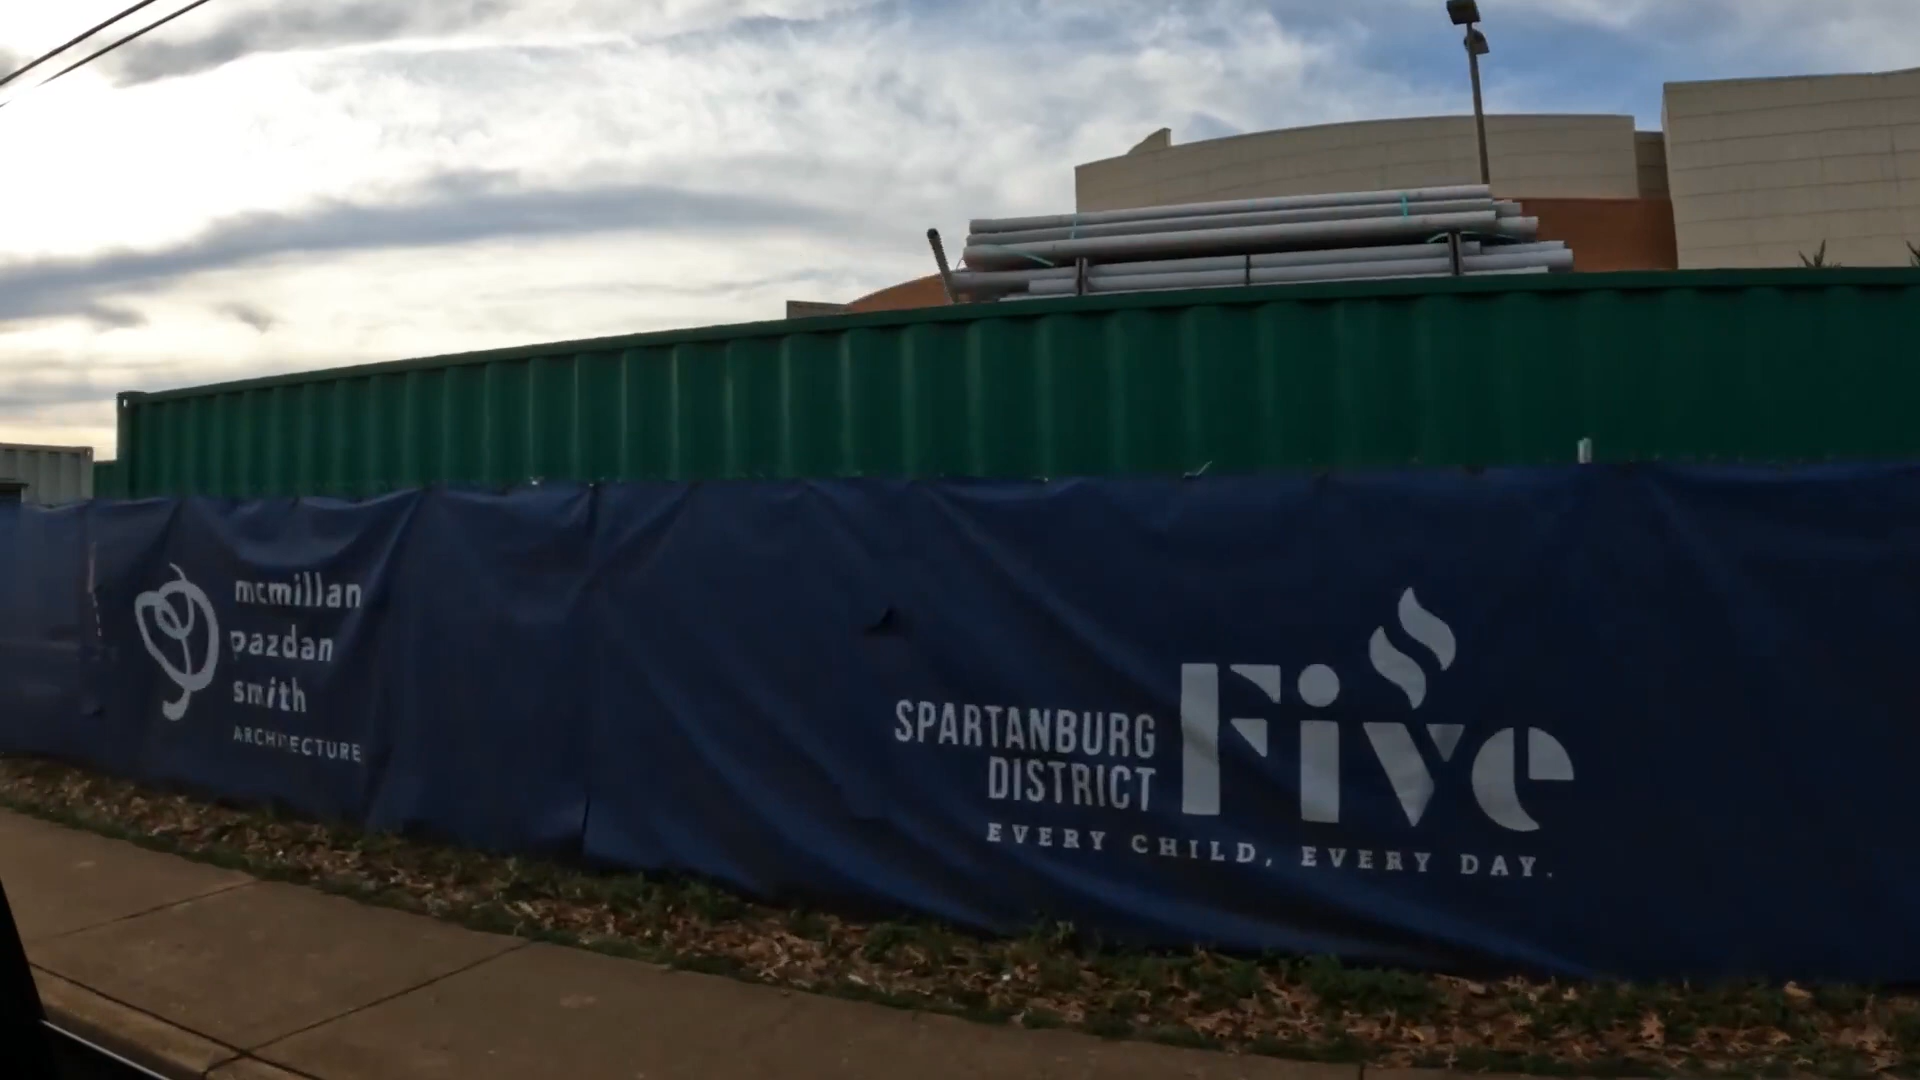 mcmillan
pazdan
smith
ARCHITECTURE
SPARTANBURG
DISTRICT
Five
EVERY CHILD, EVERY DAY.